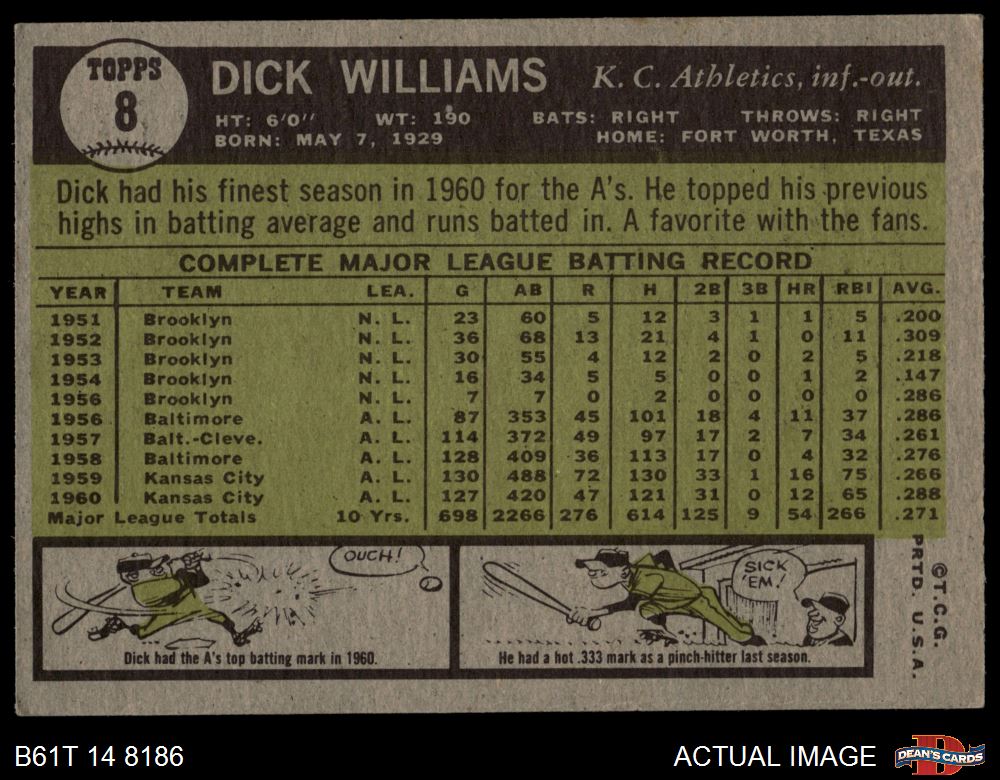 TOPPS
8
DICK WILLIAMS K. C. Athletics, inf.-out.
HT: 6'0" WT: 190 BATS: RIGHT THROWS: RIGHT
BORN: MAY 7, 1929 HOME: FORT WORTH, TEXAS
Dick had his finest season in 1960 for the A's. He topped his previous
highs in batting average and runs batted in. A favorite with the fans.
COMPLETE MAJOR LEAGUE BATTING RECORD
YEAR TEAM LEA. G AB R H 2B 3B HR RBI AVG.
1951 Brooklyn N. L. 23 60 5 12 3 1 1 5 .200
1952 Brooklyn N. L. 36 68 13 21 4 1 0 11 .309
1953 Brooklyn N. L. 30 55 4 12 2 0 2 5 .218
1954 Brooklyn N. L. 16 34 5 5 0 0 1 2 .147
1956 Brooklyn N. L. 7 7 0 2 0 0 0 0 .286
1956 Baltimore A. L. 87 353 45 101 18 4 11 37 .286
1957 Balt.-Cleve. A. L. 114 372 49 97 17 2 7 34 .261
1958 Baltimore A. L. 128 409 36 113 17 0 4 32 .276
1959 Kansas City A. L. 130 488 72 130 33 1 16 75 .266
1960 Kansas City A. L. 127 420 47 121 31 0 12 65 .288
Major League Totals 10 Yrs. 698 2266 276 614 125 9 54 266 .271
OUCH!
Dick had the A's top batting mark in 1960.
SICK
'EM!
He had a hot .333 mark as a pinch-hitter last season.
©T.C.G.
PRTD. U.S.A.
B61T 14 8186
ACTUAL IMAGE
D
DEAN'S CARDS